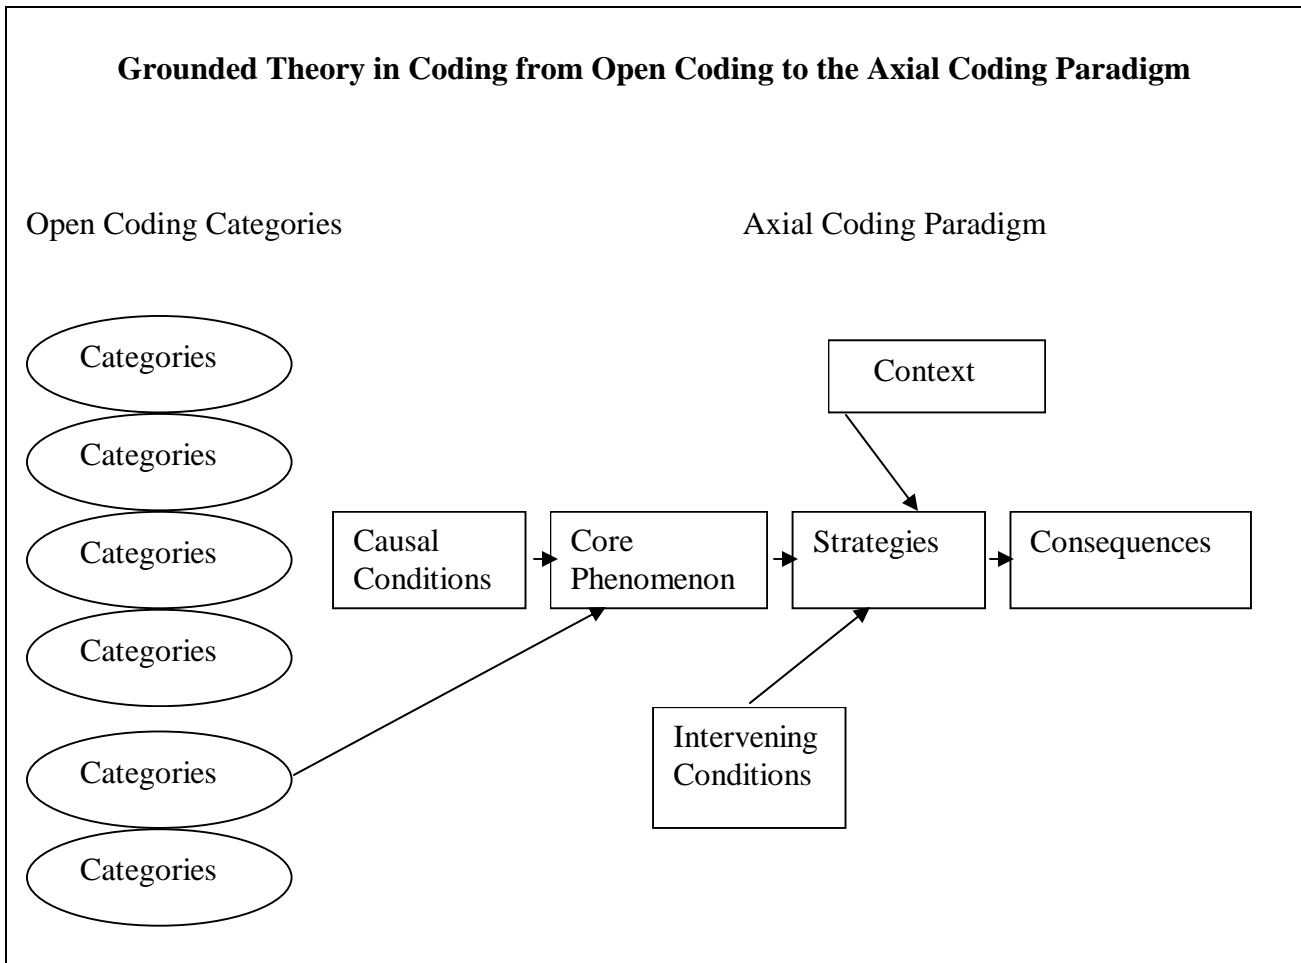 Grounded Theory in Coding from Open Coding to the Axial Coding Paradigm
Open Coding Categories
Axial Coding Paradigm
Categories
Categories
Categories
Categories
Categories
Categories
Context
Causal
Conditions
Core
Phenomenon
Strategies
Consequences
Intervening
Conditions